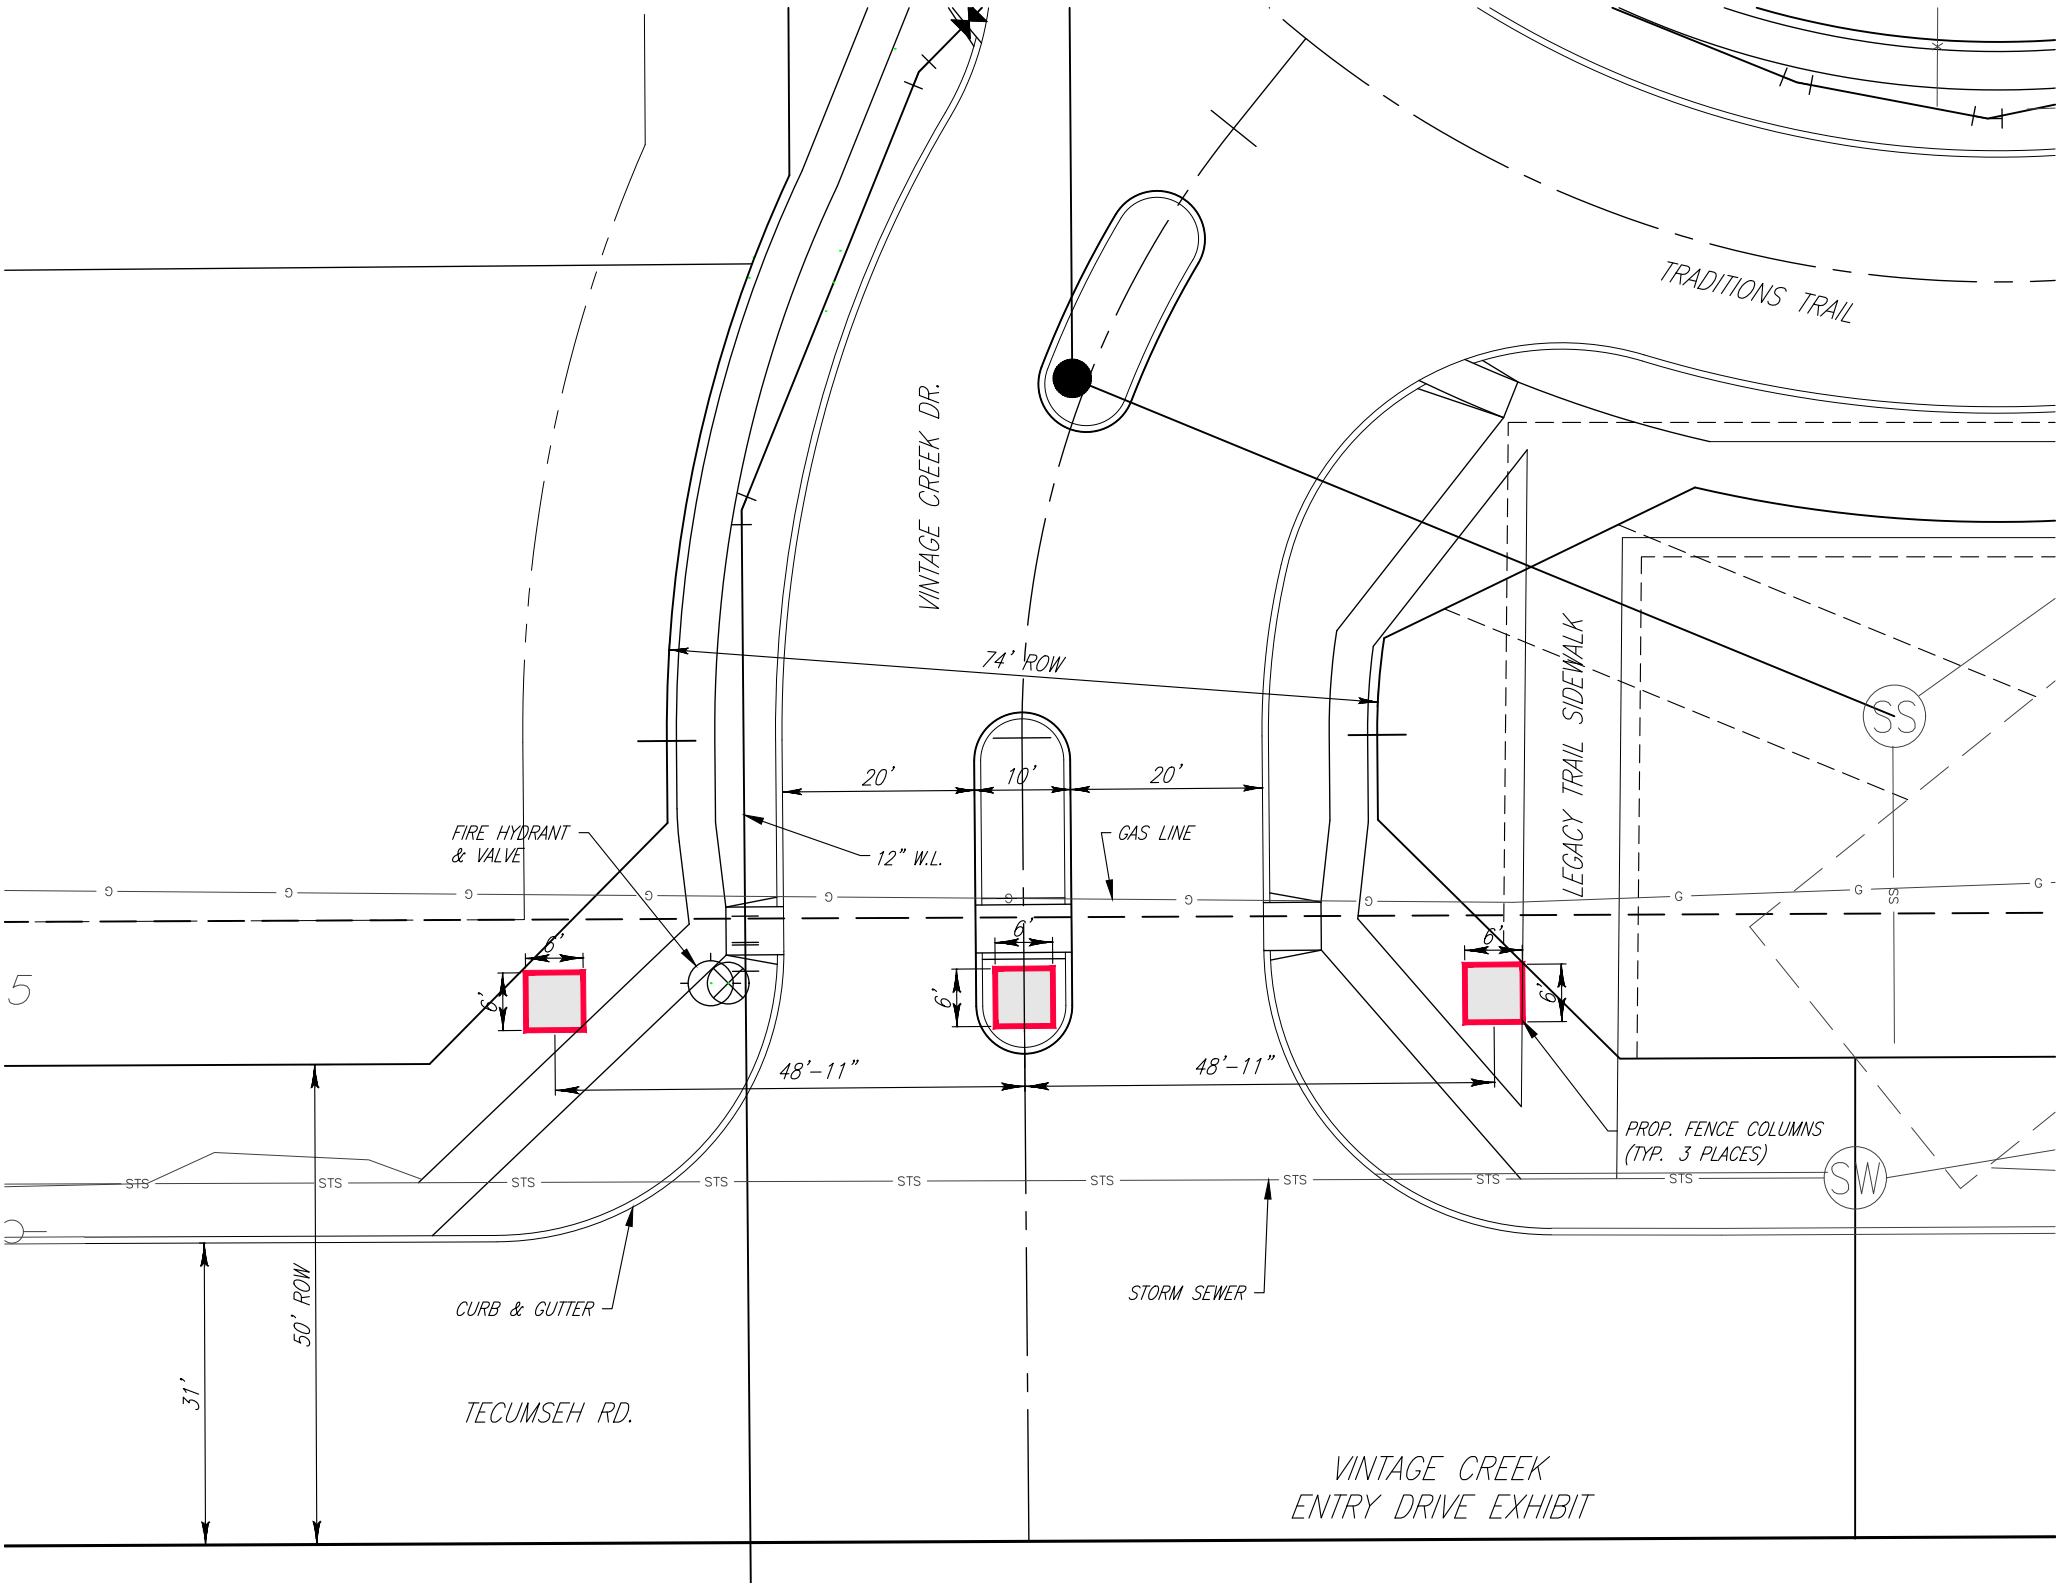 TRADITIONS TRAIL
VINTAGE CREEK DR.
74' ROW
LEGACY TRAIL SIDEWALK
SS
20'
10'
20'
FIRE HYDRANT
& VALVE
12" W.L.
GAS LINE
G
G
G
G
G
G
G
G
G
G
G
SS
5
6'
6'
6'
6'
6'
6'
48'-11"
48'-11"
PROP. FENCE COLUMNS
(TYP. 3 PLACES)
STS
STS
STS
STS
STS
STS
STS
STS
STS
SW
CURB & GUTTER
STORM SEWER
50' ROW
31'
TECUMSEH RD.
VINTAGE CREEK
ENTRY DRIVE EXHIBIT